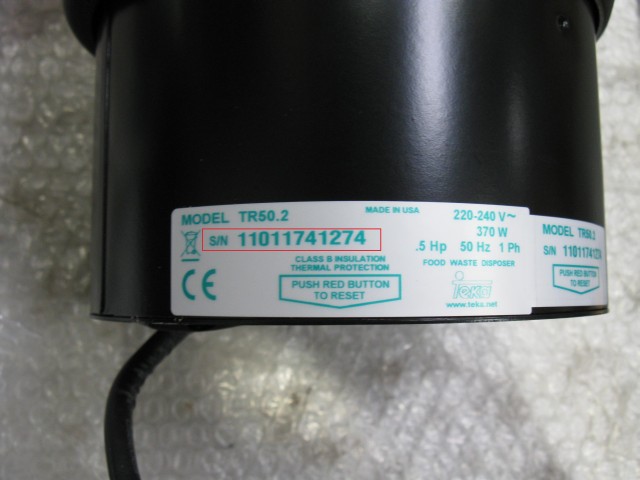 MODEL TR50.2
MADE IN USA
220-240 V~
370 W
.5 Hp 50 Hz 1 Ph
S/N 11011741274
CLASS B INSULATION
THERMAL PROTECTION
FOOD WASTE DISPOSER
CE
PUSH RED BUTTON
TO RESET
TEKA
www.teka.net
MODEL TR50.2
S/N 11011741274
PUSH RED BUTTON
TO RESET